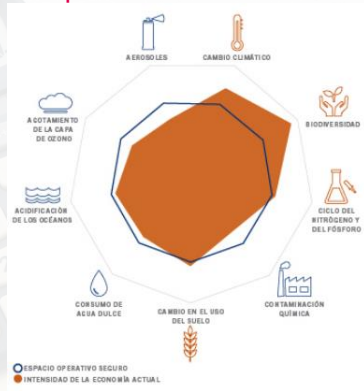 AEROSOLES
CAMBIO CLIMÁTICO
AGOTAMIENTO
DE LA CAPA
DE OZONO
BIODIVERSIDAD
ACIDIFICACIÓN
DE LOS OCÉANOS
CICLO DEL
NITRÓGENO Y
DEL FÓSFORO
CONSUMO DE
AGUA DULCE
CAMBIO EN EL USO
DEL SUELO
CONTAMINACIÓN
QUÍMICA
ESPACIO OPERATIVO SEGURO
INTENSIDAD DE LA ECONOMÍA ACTUAL